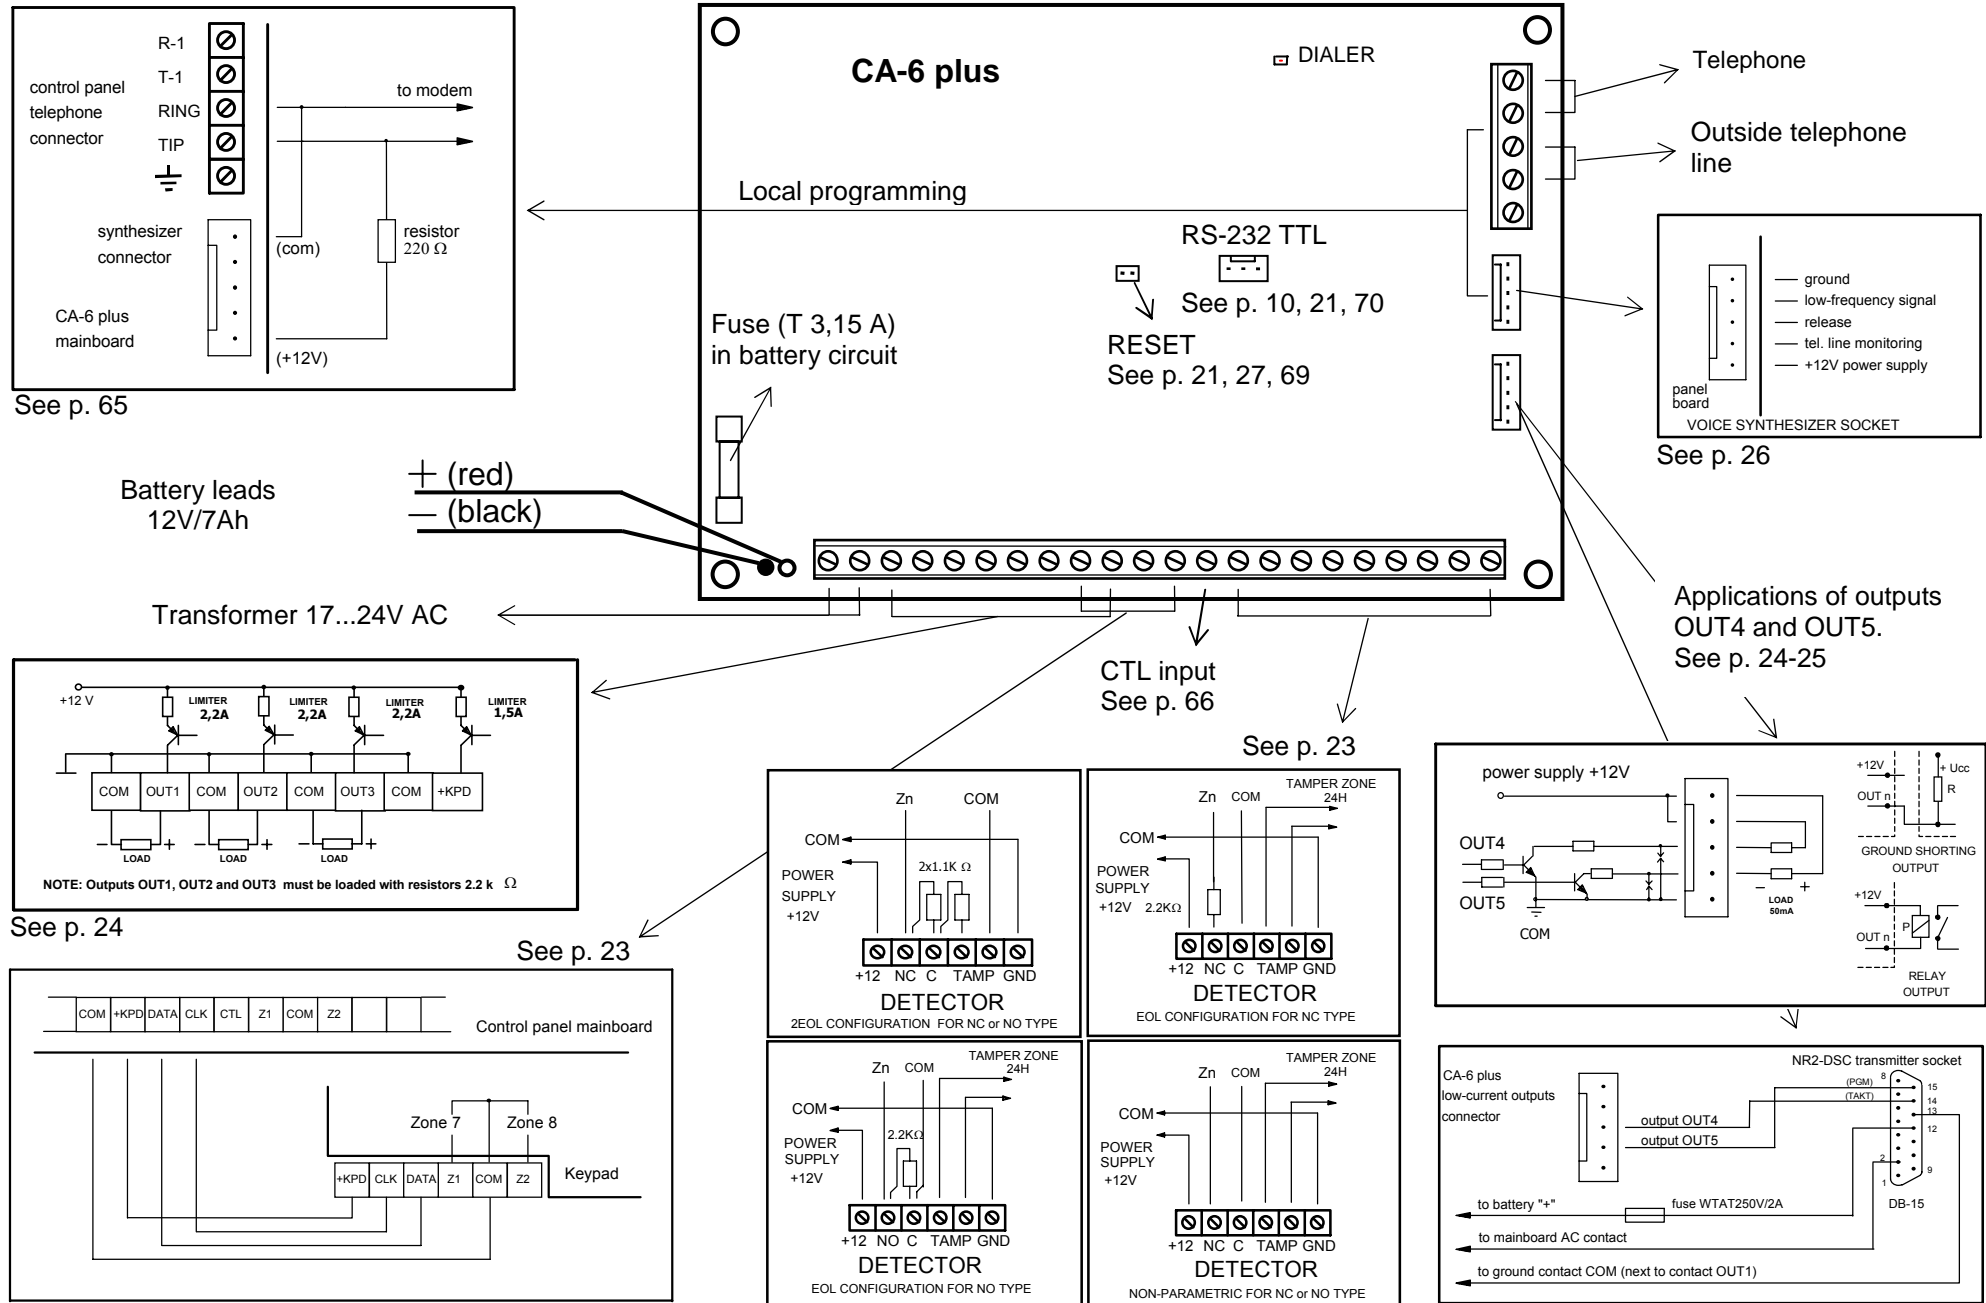 R-1
T-1
RING
TIP
control panel
telephone
connector
to modem
synthesizer
connector
(com)
resistor
220 Ω
CA-6 plus
mainboard
(+12V)
See p. 65
CA-6 plus
DIALER
Local programming
RS-232 TTL
See p. 10, 21, 70
RESET
See p. 21, 27, 69
Fuse (T 3,15 A)
in battery circuit
Telephone
Outside telephone
line
ground
low-frequency signal
release
tel. line monitoring
+12V power supply
panel
board
VOICE SYNTHESIZER SOCKET
See p. 26
Battery leads
12V/7Ah
+ (red)
— (black)
Transformer 17...24V AC
CTL input
See p. 66
Applications of outputs
OUT4 and OUT5.
See p. 24-25
+12 V
LIMITER
2,2A
LIMITER
2,2A
LIMITER
2,2A
LIMITER
1,5A
COM OUT1 COM OUT2 COM OUT3 COM +KPD
- LOAD +
- LOAD +
- LOAD +
NOTE: Outputs OUT1, OUT2 and OUT3 must be loaded with resistors 2.2 k Ω
See p. 24
See p. 23
COM +KPD DATA CLK CTL Z1 COM Z2
Control panel mainboard
Zone 7 Zone 8
+KPD CLK DATA Z1 COM Z2
Keypad
See p. 23
Zn COM
COM
POWER
SUPPLY
+12V
2x1.1K Ω
+12 NC C TAMP GND
DETECTOR
2EOL CONFIGURATION FOR NC or NO TYPE
TAMPER ZONE
24H
Zn COM
COM
POWER
SUPPLY
+12V 2.2KΩ
+12 NC C TAMP GND
DETECTOR
EOL CONFIGURATION FOR NC TYPE
TAMPER ZONE
24H
Zn COM
COM
POWER
SUPPLY
+12V
2.2KΩ
+12 NO C TAMP GND
DETECTOR
EOL CONFIGURATION FOR NO TYPE
TAMPER ZONE
24H
Zn COM
COM
POWER
SUPPLY
+12V
+12 NC C TAMP GND
DETECTOR
NON-PARAMETRIC FOR NC or NO TYPE
power supply +12V
OUT4
OUT5
COM
- +
LOAD
50mA
+12V
+ Ucc
R
OUT n
GROUND SHORTING
OUTPUT
+12V
P
OUT n
RELAY
OUTPUT
NR2-DSC transmitter socket
CA-6 plus
low-current outputs
connector
(PGM)
(TAKT)
8
15
14
13
12
2
1
9
output OUT4
output OUT5
DB-15
to battery "+"
fuse WTAT250V/2A
to mainboard AC contact
to ground contact COM (next to contact OUT1)